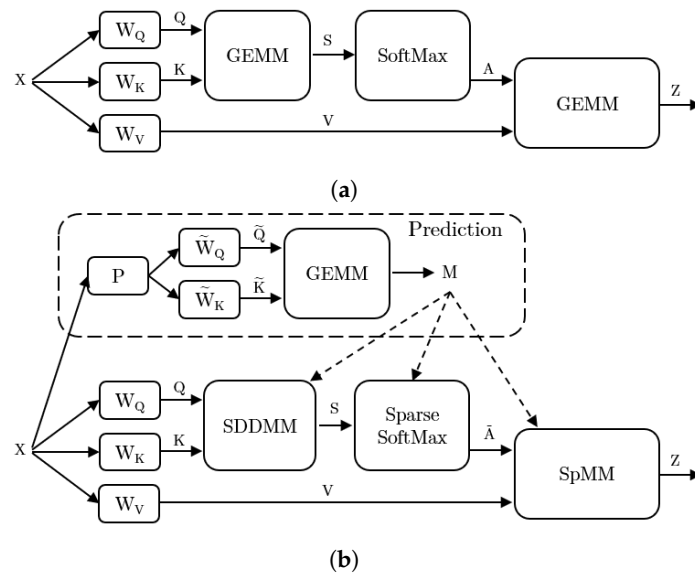 W_Q Q
GEMM S SoftMax
X W_K K A
GEMM Z
W_V V
(a)
Prediction
W̃_Q Q̃
P GEMM M
W̃_K K̃
W_Q Q
SDDMM S Sparse
SoftMax
X W_K K Ā
SpMM Z
W_V V
(b)